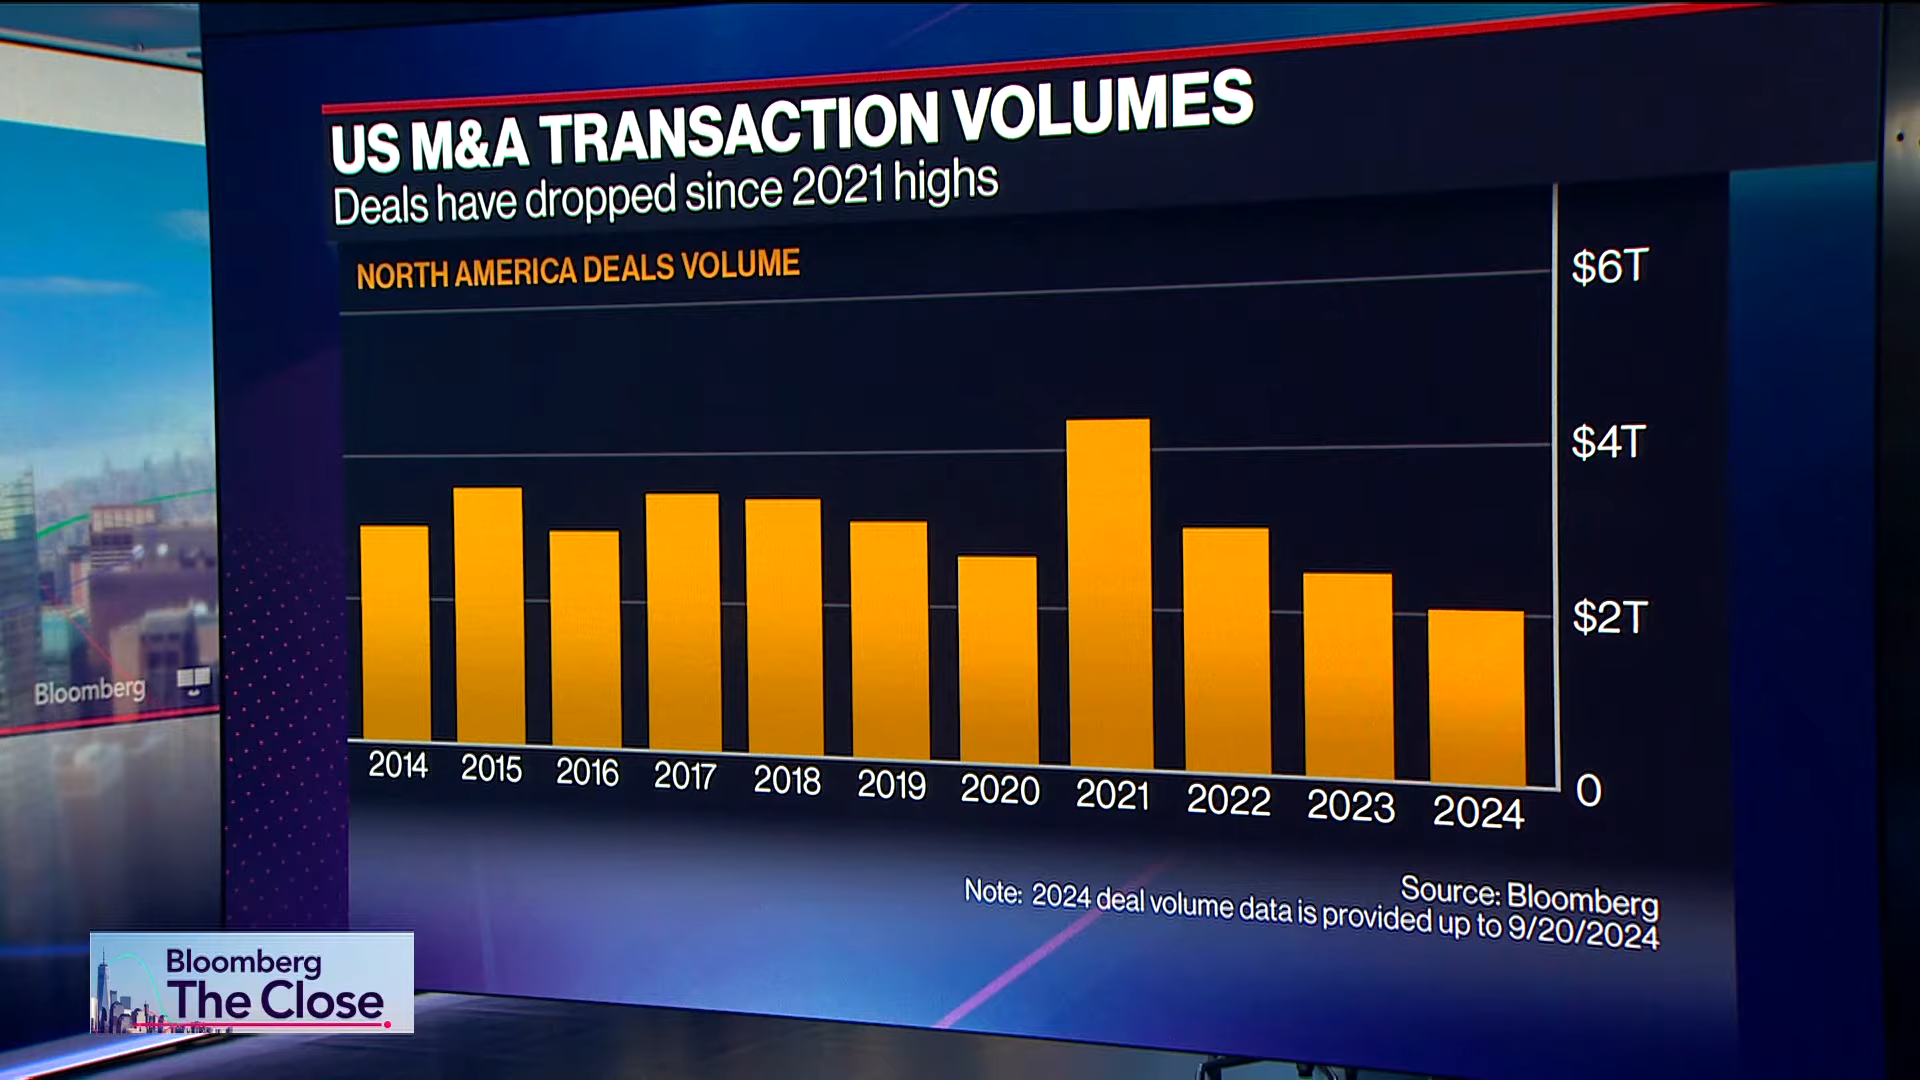 US M&A TRANSACTION VOLUMES
Deals have dropped since 2021 highs
NORTH AMERICA DEALS VOLUME
$6T
$4T
$2T
0
2014 2015 2016 2017 2018 2019 2020 2021 2022 2023 2024
Source: Bloomberg
Note: 2024 deal volume data is provided up to 9/20/2024
Bloomberg
Bloomberg
The Close